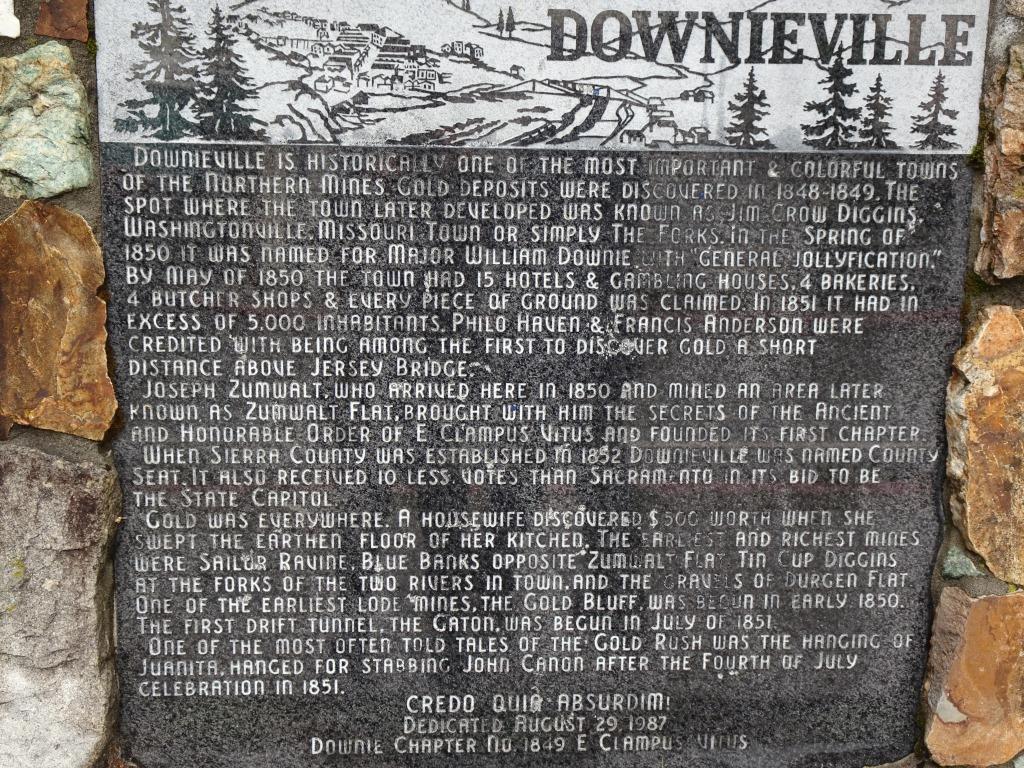 DOWNIEVILLE
DOWNIEVILLE IS HISTORICALLY ONE OF THE MOST IMPORTANT & COLORFUL TOWNS
OF THE NORTHERN MINES. GOLD DEPOSITS WERE DISCOVERED IN 1848-1849. THE
SPOT WHERE THE TOWN LATER DEVELOPED WAS KNOWN AS JIM CROW DIGGINS,
WASHINGTONVILLE, MISSOURI TOWN OR SIMPLY THE FORKS. IN THE SPRING OF
1850 IT WAS NAMED FOR MAJOR WILLIAM DOWNIE WITH "GENERAL JOLLYFICATION."
BY MAY OF 1850 THE TOWN HAD 15 HOTELS & GAMBLING HOUSES, 4 BAKERIES,
4 BUTCHER SHOPS & EVERY PIECE OF GROUND WAS CLAIMED. IN 1851 IT HAD IN
EXCESS OF 5,000 INHABITANTS. PHILO HAVEN & FRANCIS ANDERSON WERE
CREDITED WITH BEING AMONG THE FIRST TO DISCOVER GOLD A SHORT
DISTANCE ABOVE JERSEY BRIDGE.
JOSEPH ZUMWALT, WHO ARRIVED HERE IN 1850 AND MINED AN AREA LATER
KNOWN AS ZUMWALT FLAT, BROUGHT WITH HIM THE SECRETS OF THE ANCIENT
AND HONORABLE ORDER OF E CLAMPUS VITUS AND FOUNDED ITS FIRST CHAPTER.
WHEN SIERRA COUNTY WAS ESTABLISHED IN 1852 DOWNIEVILLE WAS NAMED COUNTY
SEAT. IT ALSO RECEIVED 10 LESS VOTES THAN SACRAMENTO IN ITS BID TO BE
THE STATE CAPITOL
GOLD WAS EVERYWHERE. A HOUSEWIFE DISCOVERED $500 WORTH WHEN SHE
SWEPT THE EARTHEN FLOOR OF HER KITCHEN. THE EARLIEST AND RICHEST MINES
WERE SAILOR RAVINE, BLUE BANKS OPPOSITE ZUMWALT FLAT, TIN CUP DIGGINS
AT THE FORKS OF THE TWO RIVERS IN TOWN, AND THE GRAVELS OF DURGEN FLAT.
ONE OF THE EARLIEST LODE MINES, THE GOLD BLUFF, WAS BEGUN IN EARLY 1850.
THE FIRST DRIFT TUNNEL, THE GATON, WAS BEGUN IN JULY OF 1851.
ONE OF THE MOST OFTEN TOLD TALES OF THE GOLD RUSH WAS THE HANGING OF
JUANITA, HANGED FOR STABBING JOHN CANON AFTER THE FOURTH OF JULY
CELEBRATION IN 1851.
CREDO QUIA ABSURDIM!
DEDICATED AUGUST 29, 1987
DOWNIE CHAPTER NO. 1849 E CLAMPUS VITUS